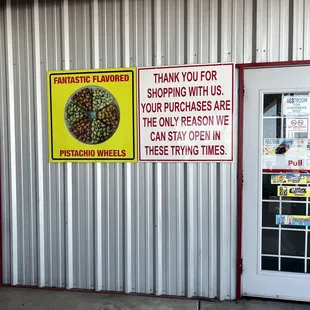 FANTASTIC FLAVORED
PISTACHIO WHEELS
THANK YOU FOR
SHOPPING WITH US.
YOUR PURCHASES ARE
THE ONLY REASON WE
CAN STAY OPEN IN
THESE TRYING TIMES.
Pull